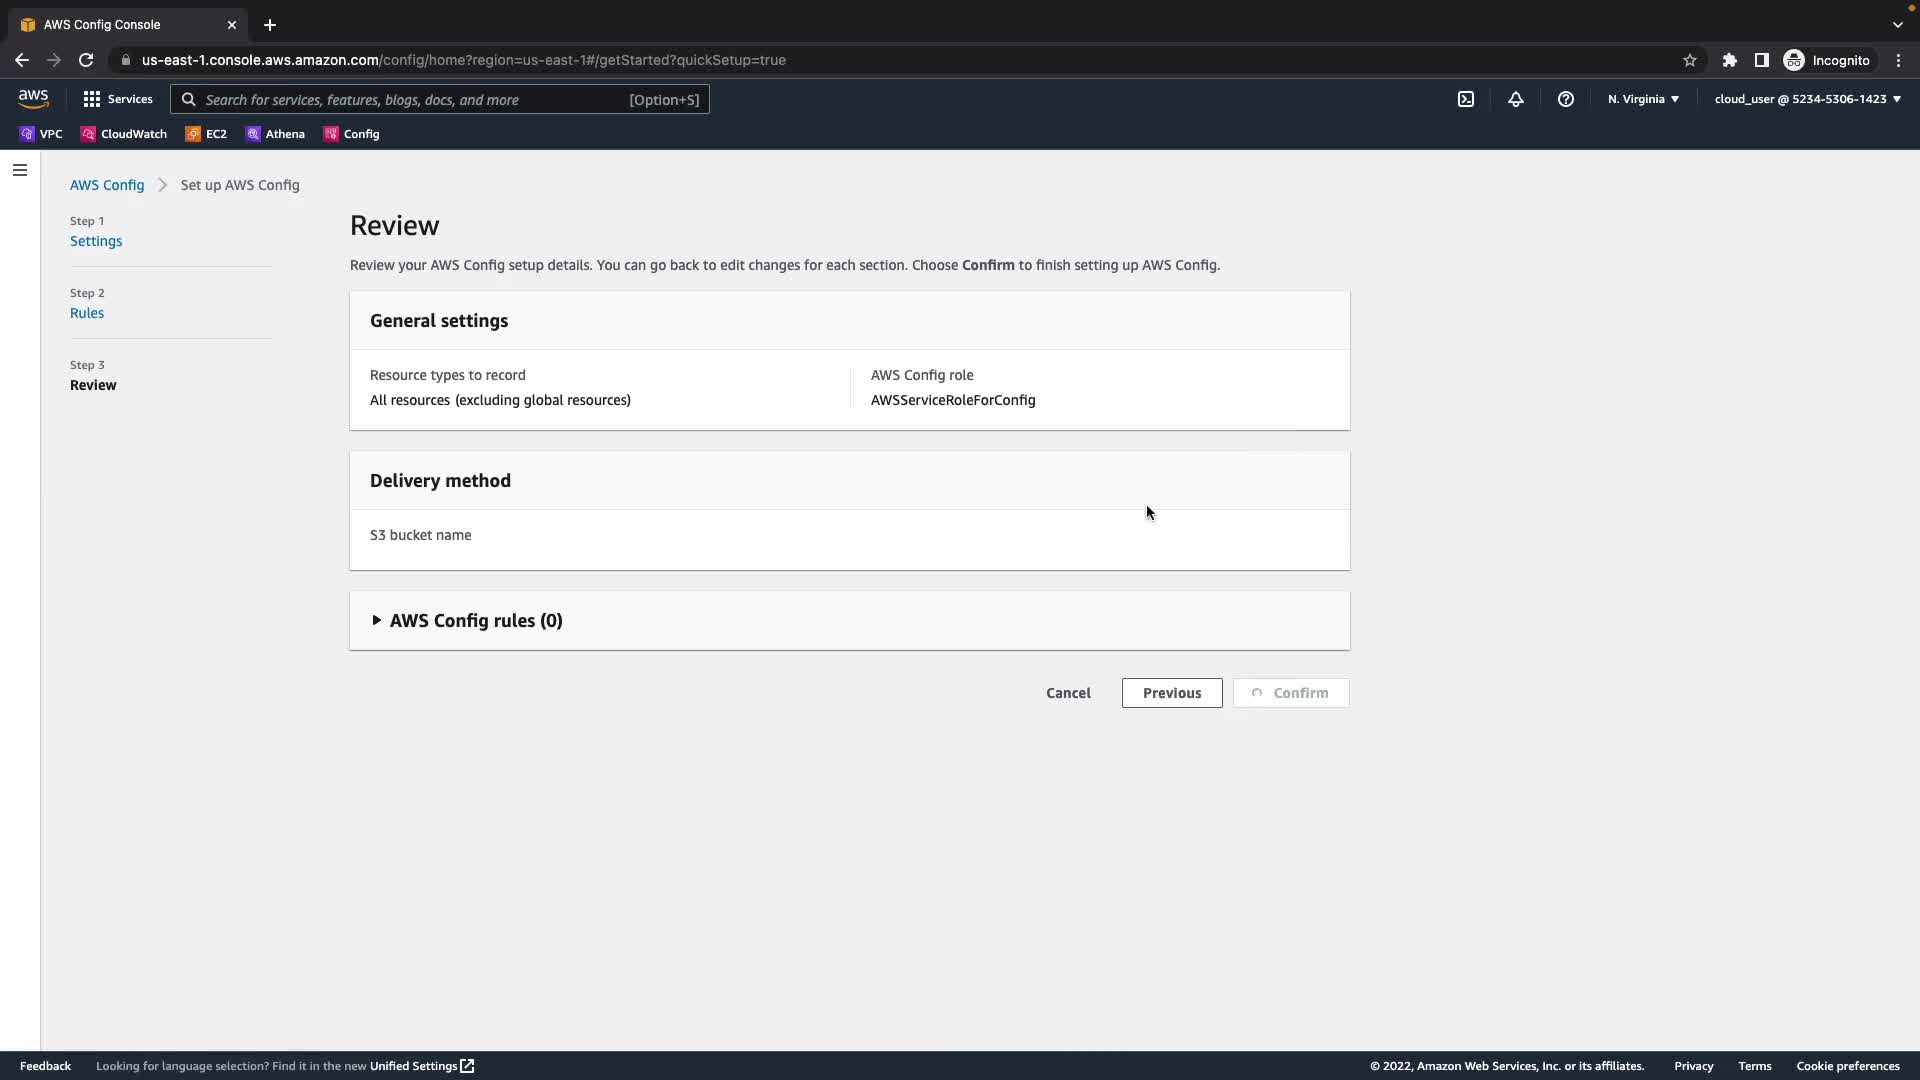 AWS Config Console
us-east-1.console.aws.amazon.com/config/home?region=us-east-1#/getStarted?quickSetup=true
Incognito
aws
Services
Search for services, features, blogs, docs, and more [Option+S]
N. Virginia
cloud_user @ 5234-5306-1423
VPC
CloudWatch
EC2
Athena
Config
AWS Config
Set up AWS Config
Step 1
Settings
Step 2
Rules
Step 3
Review
Review
Review your AWS Config setup details. You can go back to edit changes for each section. Choose Confirm to finish setting up AWS Config.
General settings
Resource types to record
All resources (excluding global resources)
AWS Config role
AWSServiceRoleForConfig
Delivery method
S3 bucket name
AWS Config rules (0)
Cancel
Previous
Confirm
Feedback
Looking for language selection? Find it in the new Unified Settings
© 2022, Amazon Web Services, Inc. or its affiliates.
Privacy
Terms
Cookie preferences